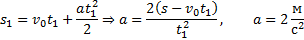 s₁ = v₀t₁ + at₁²/2 ⇒ a = 2(s − v₀t₁)/t₁², a = 2 м/с²